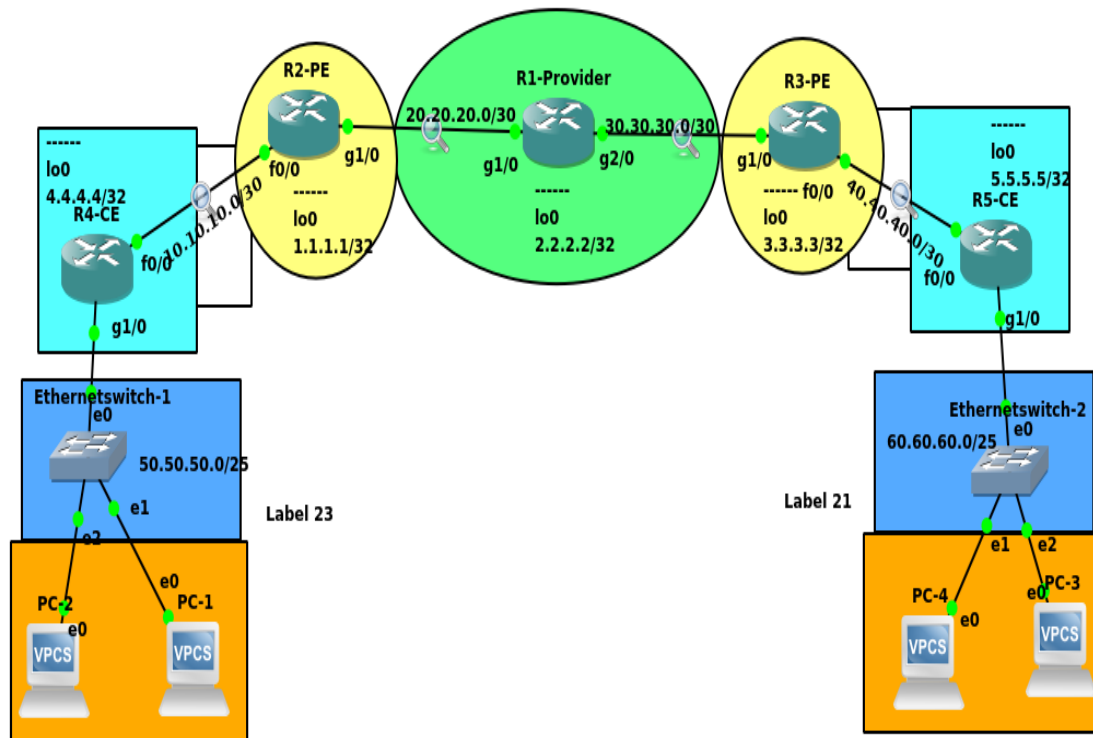 R2-PE
R1-Provider
R3-PE
20.20.20.0/30
30.30.30.0/30
g1/0
g1/0
g2/0
g1/0
f0/0
f0/0
------
lo0
4.4.4.4/32
R4-CE
f0/0
10.10.10.0/30
------
lo0
1.1.1.1/32
------
lo0
2.2.2.2/32
------
lo0
3.3.3.3/32
40.40.40.0/30
------
lo0
5.5.5.5/32
R5-CE
f0/0
g1/0
g1/0
Ethernetswitch-1
e0
50.50.50.0/25
e1
e2
Label 23
Ethernetswitch-2
e0
60.60.60.0/25
Label 21
e1
e2
PC-2
e0
VPCS
e0
PC-1
VPCS
PC-4
e0
VPCS
PC-3
e0
VPCS